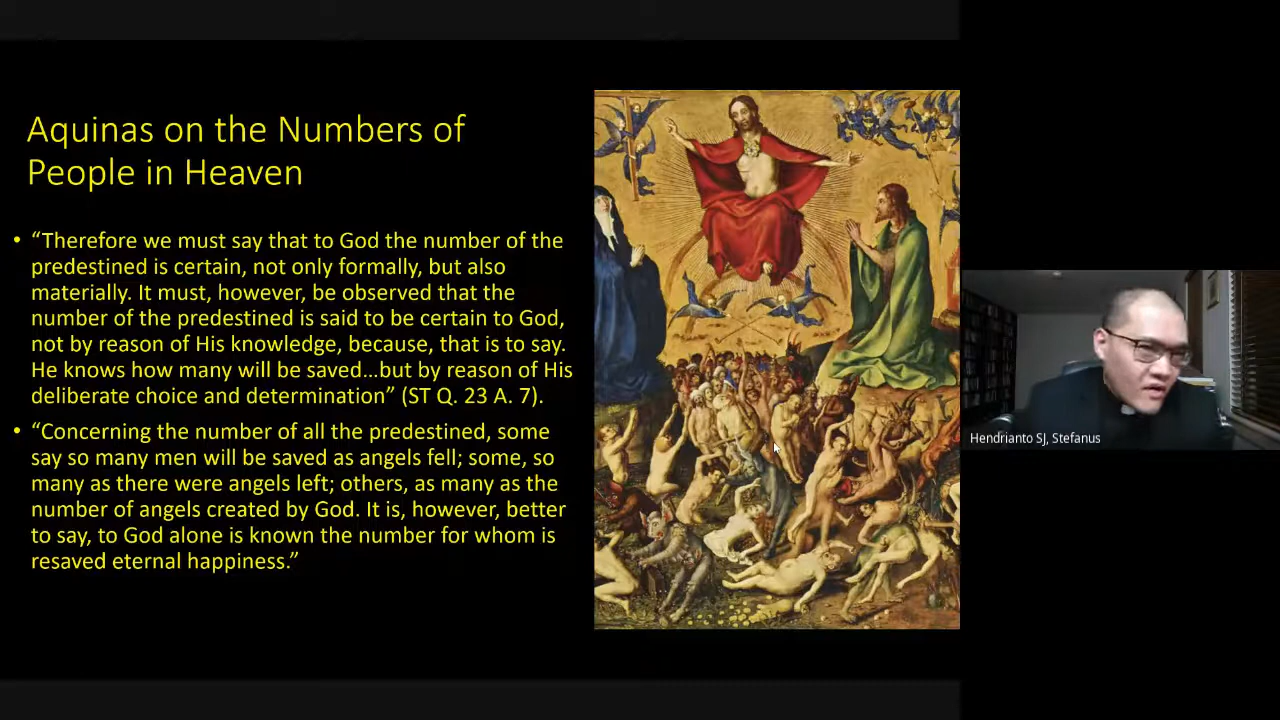 Aquinas on the Numbers of
People in Heaven
• “Therefore we must say that to God the number of the
predestined is certain, not only formally, but also
materially. It must, however, be observed that the
number of the predestined is said to be certain to God,
not by reason of His knowledge, because, that is to say.
He knows how many will be saved…but by reason of His
deliberate choice and determination” (ST Q. 23 A. 7).
• “Concerning the number of all the predestined, some
say so many men will be saved as angels fell; some, so
many as there were angels left; others, as many as the
number of angels created by God. It is, however, better
to say, to God alone is known the number for whom is
resaved eternal happiness.”
Hendrianto SJ, Stefanus